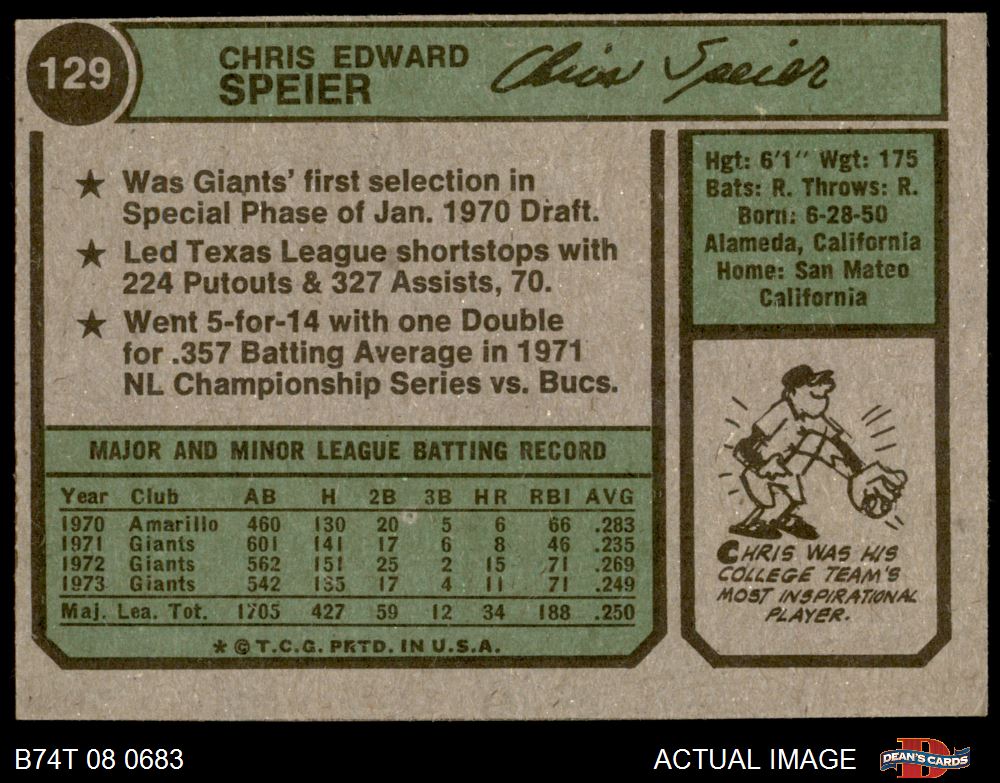 129
CHRIS EDWARD
SPEIER
Chris Speier
★ Was Giants' first selection in
Special Phase of Jan. 1970 Draft.
★ Led Texas League shortstops with
224 Putouts & 327 Assists, 70.
★ Went 5-for-14 with one Double
for .357 Batting Average in 1971
NL Championship Series vs. Bucs.
MAJOR AND MINOR LEAGUE BATTING RECORD
Year Club AB H 2B 3B HR RBI AVG
1970 Amarillo 460 130 20 5 6 66 .283
1971 Giants 601 141 17 6 8 46 .235
1972 Giants 562 151 25 2 15 71 .269
1973 Giants 542 135 17 4 11 71 .249
Maj. Lea. Tot. 1705 427 59 12 34 188 .250
* © T.C.G. PRTD. IN U.S.A.
Hgt: 6'1" Wgt: 175
Bats: R. Throws: R.
Born: 6-28-50
Alameda, California
Home: San Mateo
California
CHRIS WAS HIS
COLLEGE TEAM'S
MOST INSPIRATIONAL
PLAYER.
B74T 08 0683
ACTUAL IMAGE
DEAN'S CARDS